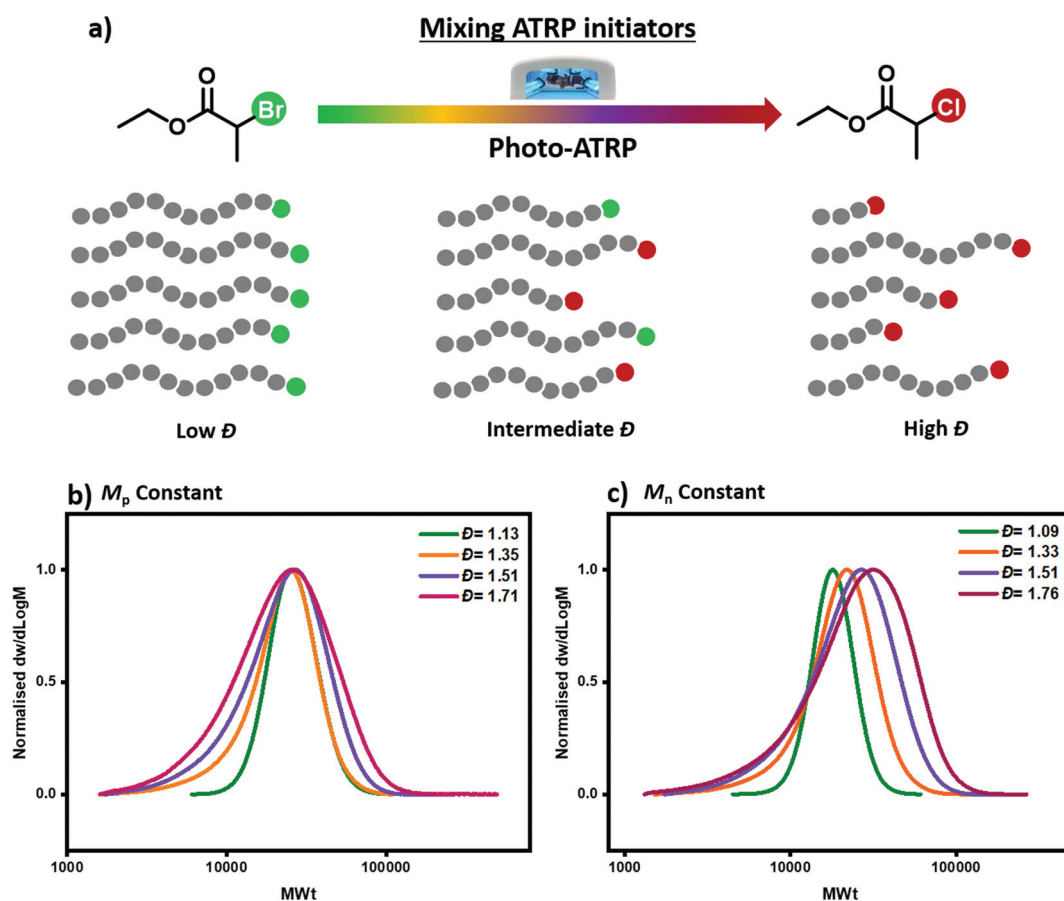 a)
Mixing ATRP initiators
O
O
Br
Photo-ATRP
O
O
Cl
Low Đ
Intermediate Đ
High Đ
b) Mp Constant
Đ= 1.13
Đ= 1.35
Đ= 1.51
Đ= 1.71
1.0
0.5
0.0
Normalised dw/dLogM
1000
10000
100000
MWt
c) Mn Constant
Đ= 1.09
Đ= 1.33
Đ= 1.51
Đ= 1.76
1.0
0.5
0.0
Normalised dw/dLogM
1000
10000
100000
MWt